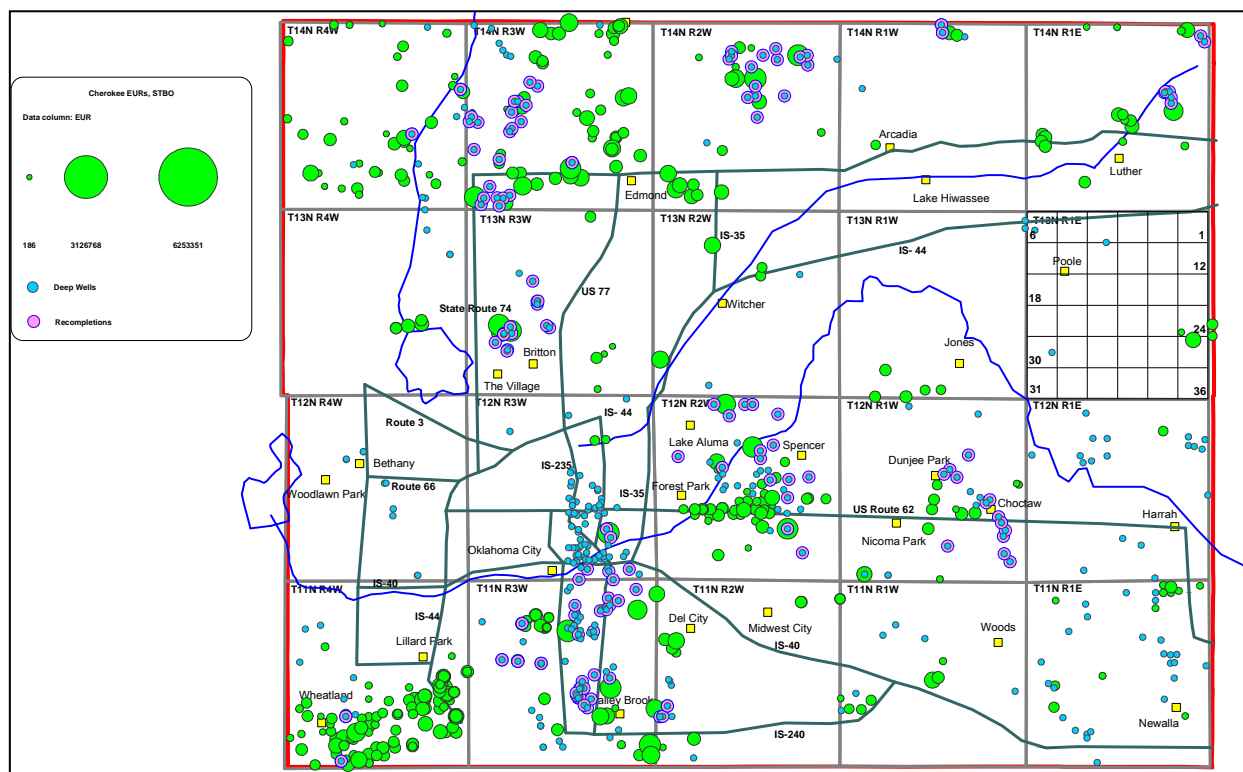 T14N R4W
T14N R3W
T14N R2W
T14N R1W
T14N R1E
Cherokee EURs, STBO
Data column: EUR
186
3126768
6253351
Deep Wells
Recompletions
Arcadia
Luther
Edmond
Lake Hiwassee
T13N R4W
T13N R3W
T13N R2W
T13N R1W
T13N R1E
6
1
IS-35
IS- 44
Poole
12
US 77
18
State Route 74
Witcher
24
Britton
Jones
The Village
30
31
36
T12N R4W
T12N R3W
T12N R2W
T12N R1W
T12N R1E
Route 3
IS- 44
Lake Aluma
Spencer
Bethany
IS-235
Dunjee Park
Woodlawn Park
Route 66
IS-35
Forest Park
Choctaw
US Route 62
Harrah
Nicoma Park
Oklahoma City
IS-40
T11N R4W
T11N R3W
T11N R2W
T11N R1W
T11N R1E
IS-44
Del City
Midwest City
Woods
Lillard Park
IS-40
Wheatland
alley Brook
Newalla
IS-240